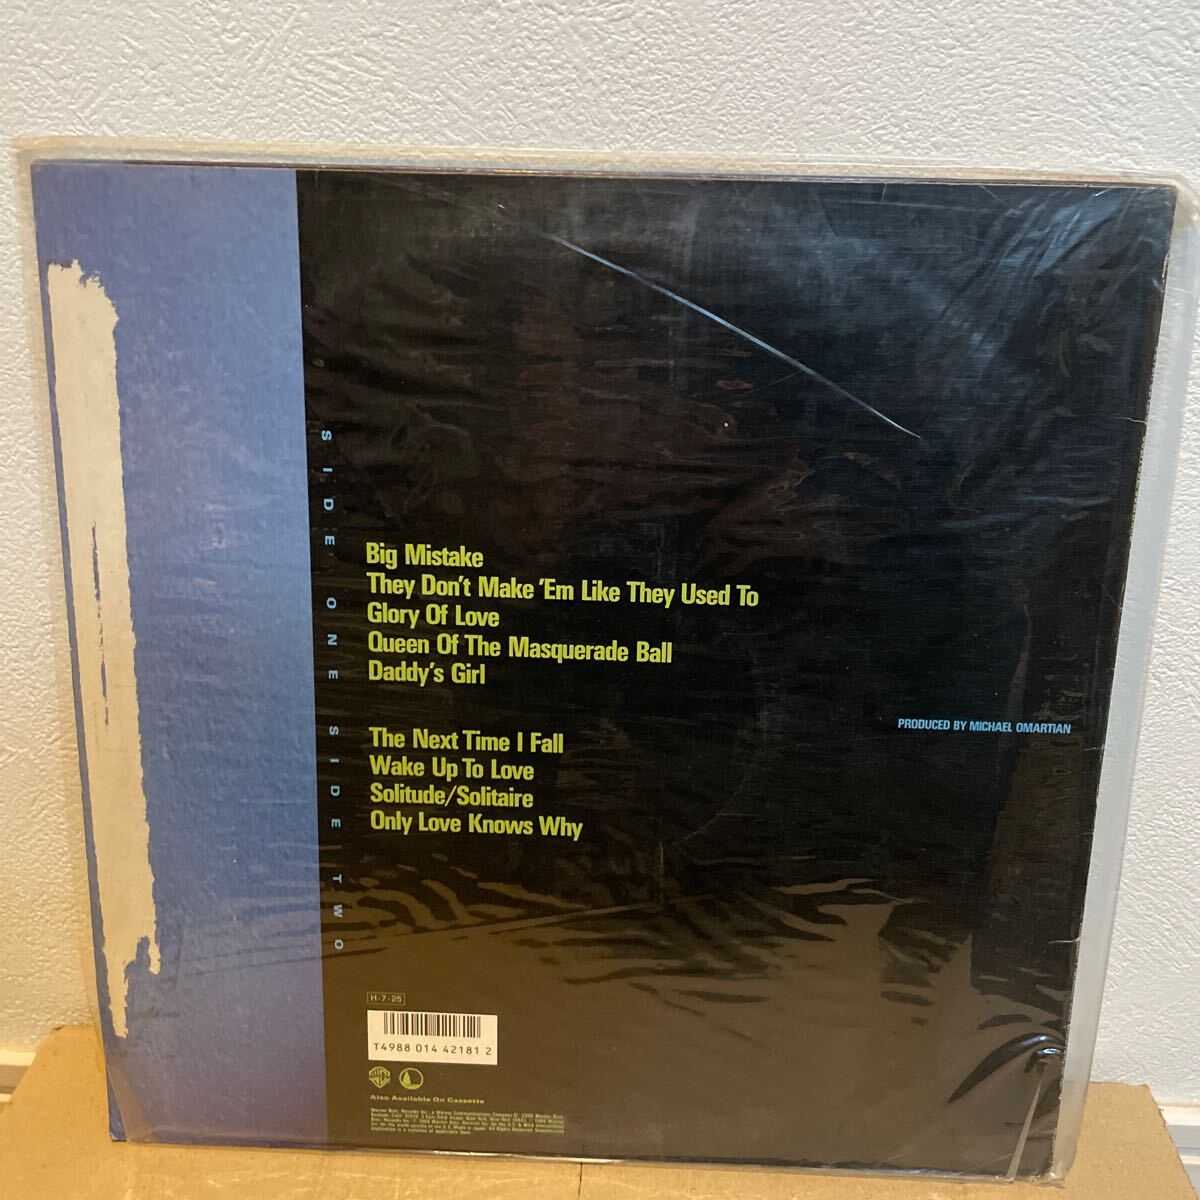 SIDE ONE
Big Mistake
They Don't Make 'Em Like They Used To
Glory Of Love
Queen Of The Masquerade Ball
Daddy's Girl
SIDE TWO
The Next Time I Fall
Wake Up To Love
Solitude/Solitaire
Only Love Knows Why
PRODUCED BY MICHAEL OMARTIAN
H·7·25
T4988 014 42181 2
Also Available On Cassette